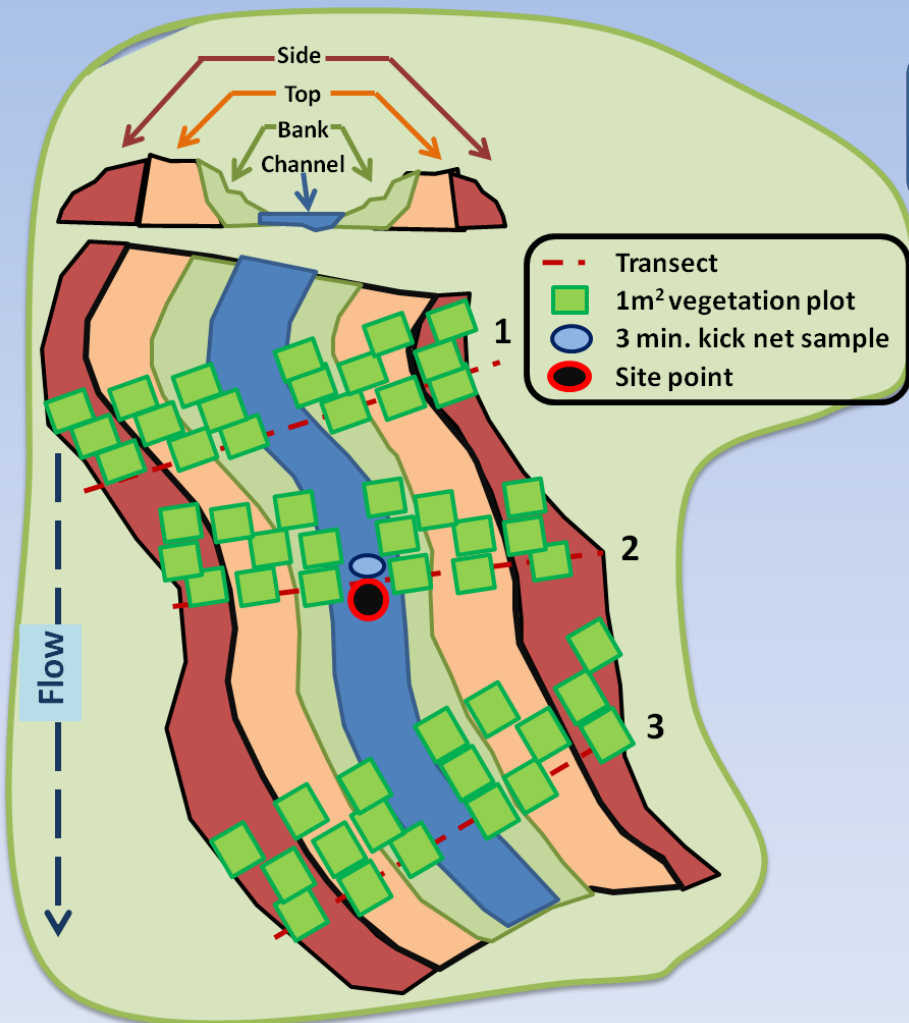 Side
Top
Bank
Channel
Transect
1m² vegetation plot
3 min. kick net sample
Site point
1
2
3
Flow